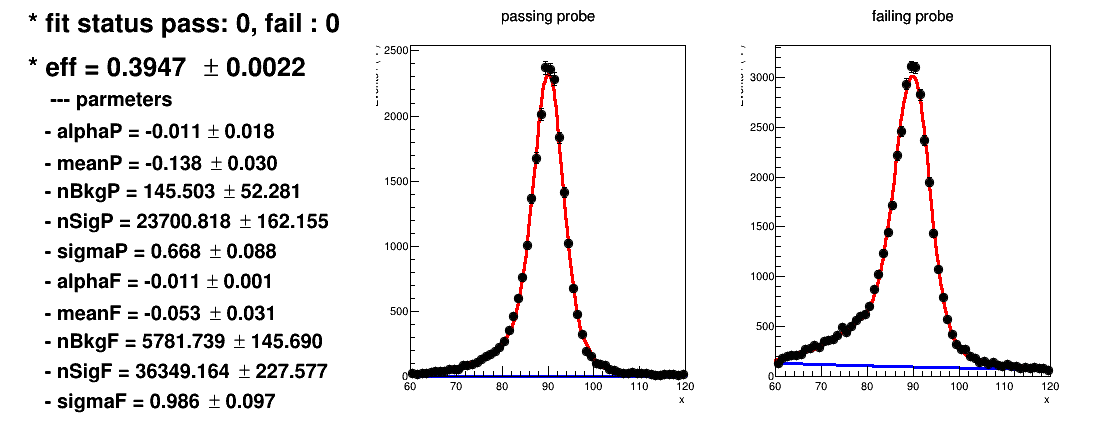 * fit status pass: 0, fail : 0
* eff = 0.3947 ± 0.0022
--- parmeters
- alphaP = -0.011 ± 0.018
- meanP = -0.138 ± 0.030
- nBkgP = 145.503 ± 52.281
- nSigP = 23700.818 ± 162.155
- sigmaP = 0.668 ± 0.088
- alphaF = -0.011 ± 0.001
- meanF = -0.053 ± 0.031
- nBkgF = 5781.739 ± 145.690
- nSigF = 36349.164 ± 227.577
- sigmaF = 0.986 ± 0.097
passing probe
2500
2000
1500
1000
500
0
60 70 80 90 100 110 120
x
failing probe
3000
2500
2000
1500
1000
500
0
60 70 80 90 100 110 120
x